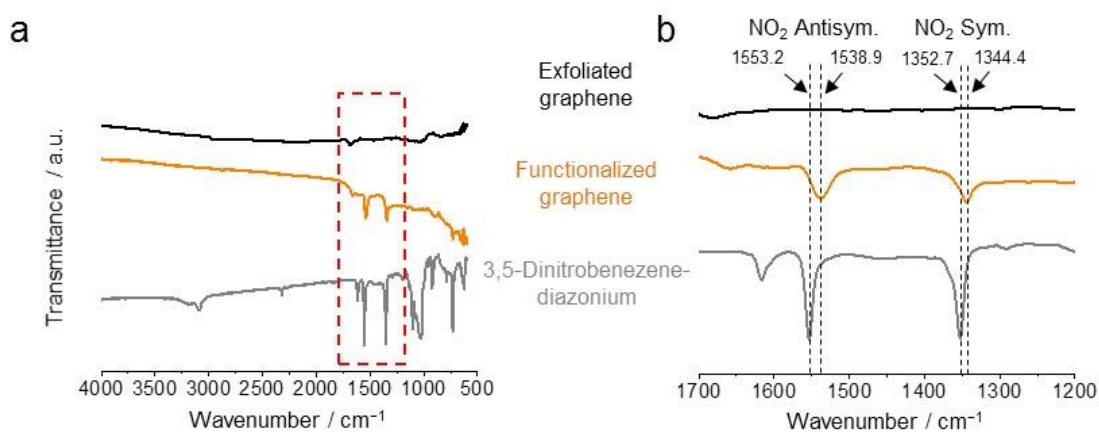 a
Transmittance / a.u.
4000 3000 2500 2000 1500 1000 500
Wavenumber / cm⁻¹
Exfoliated
graphene
Functionalized
graphene
3,5-Dinitrobenezene-
diazonium
b
NO₂ Antisym. NO₂ Sym.
1553.2 1538.9 1352.7 1344.4
1700 1600 1500 1400 1300 1200
Wavenumber / cm⁻¹